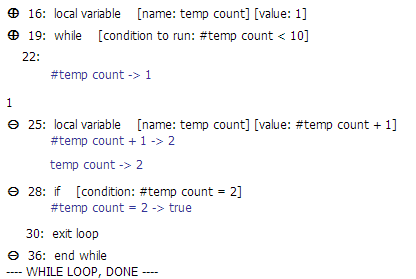 ⊕ 16: local variable [name: temp count] [value: 1]
⊕ 19: while [condition to run: #temp count < 10]
22:
#temp count -> 1
1
⊖ 25: local variable [name: temp count] [value: #temp count + 1]
#temp count + 1 -> 2
temp count -> 2
⊖ 28: if [condition: #temp count = 2]
#temp count = 2 -> true
30: exit loop
⊖ 36: end while
---- WHILE LOOP, DONE ----